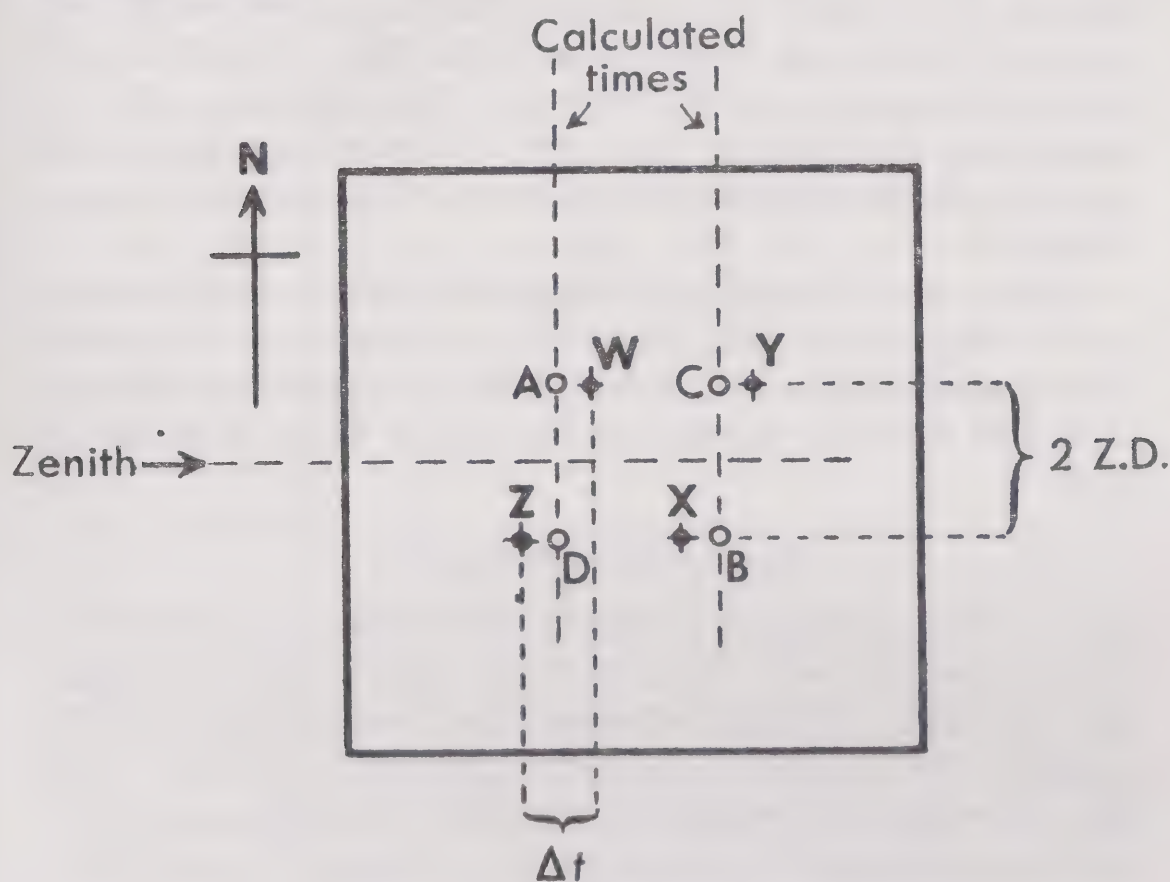 Calculated
times
N
A W C Y
Zenith
2 Z.D.
Z X
D B
Δt